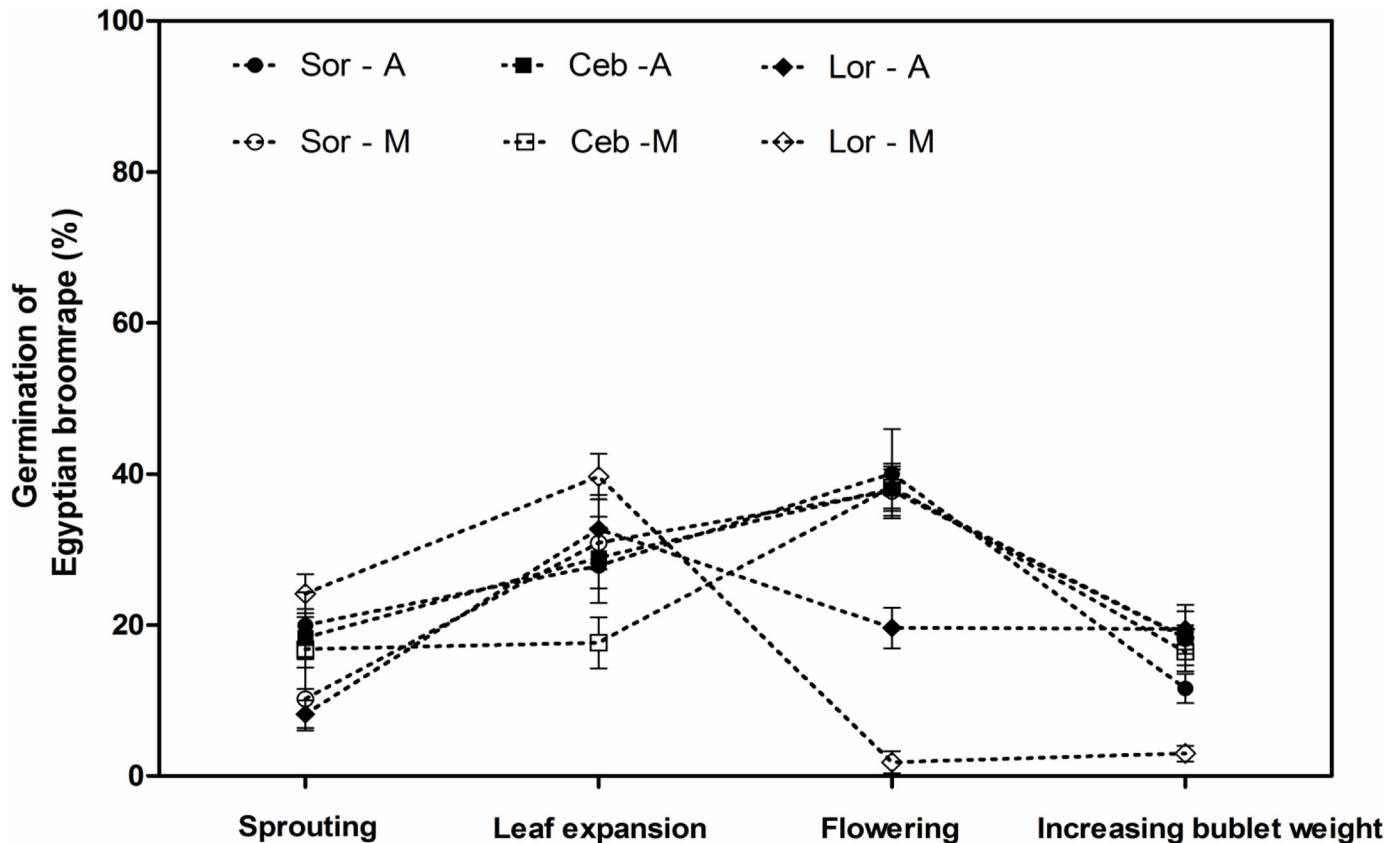 100
80
60
40
20
0
Germination of
Egyptian broomrape (%)
Sor - A
Ceb -A
Lor - A
Sor - M
Ceb -M
Lor - M
Sprouting
Leaf expansion
Flowering
Increasing bublet weight